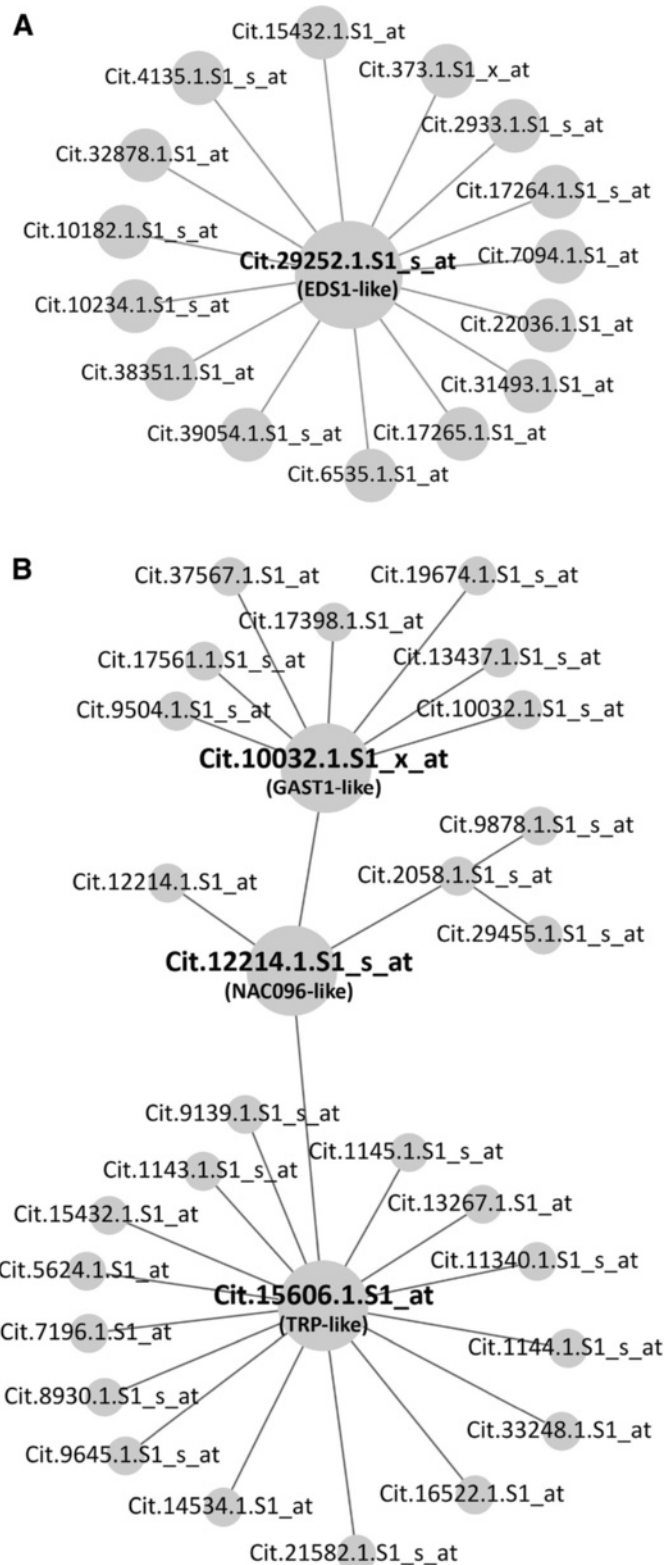 A
Cit.15432.1.S1_at
Cit.4135.1.S1_s_at
Cit.373.1.S1_x_at
Cit.2933.1.S1_s_at
Cit.32878.1.S1_at
Cit.17264.1.S1_s_at
Cit.10182.1.S1_s_at
Cit.7094.1.S1_at
Cit.29252.1.S1_s_at
(EDS1-like)
Cit.10234.1.S1_s_at
Cit.22036.1.S1_at
Cit.38351.1.S1_at
Cit.31493.1.S1_at
Cit.39054.1.S1_s_at
Cit.17265.1.S1_at
Cit.6535.1.S1_at
B
Cit.37567.1.S1_at
Cit.19674.1.S1_s_at
Cit.17398.1.S1_at
Cit.17561.1.S1_s_at
Cit.13437.1.S1_s_at
Cit.9504.1.S1_s_at
Cit.10032.1.S1_s_at
Cit.10032.1.S1_x_at
(GAST1-like)
Cit.9878.1.S1_s_at
Cit.12214.1.S1_at
Cit.2058.1.S1_s_at
Cit.29455.1.S1_s_at
Cit.12214.1.S1_s_at
(NAC096-like)
Cit.9139.1.S1_s_at
Cit.1145.1.S1_s_at
Cit.1143.1.S1_s_at
Cit.13267.1.S1_at
Cit.15432.1.S1_at
Cit.11340.1.S1_s_at
Cit.5624.1.S1_at
Cit.15606.1.S1_at
(TRP-like)
Cit.7196.1.S1_at
Cit.1144.1.S1_s_at
Cit.8930.1.S1_s_at
Cit.33248.1.S1_at
Cit.9645.1.S1_s_at
Cit.16522.1.S1_at
Cit.14534.1.S1_at
Cit.21582.1.S1_s_at